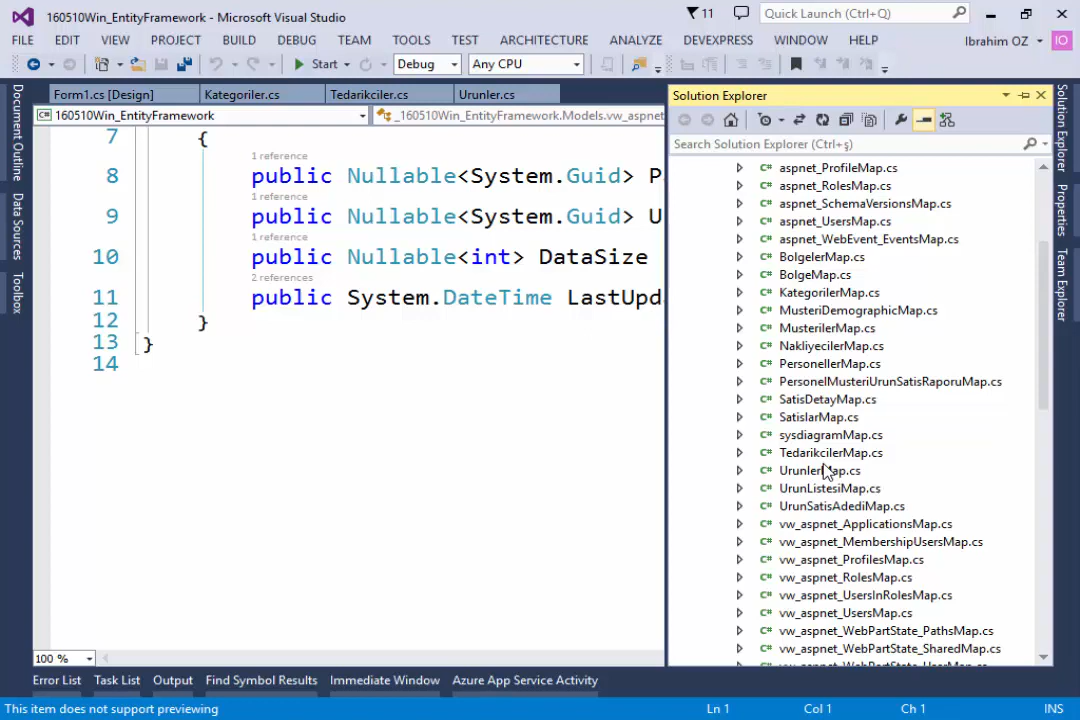 160510Win_EntityFramework - Microsoft Visual Studio
11
Quick Launch (Ctrl+Q)
FILE EDIT VIEW PROJECT BUILD DEBUG TEAM TOOLS TEST ARCHITECTURE ANALYZE DEVEXPRESS WINDOW HELP
Ibrahim OZ
IO
Start
Debug
Any CPU
Document Outline
Data Sources
Toolbox
Form1.cs [Design]
Kategoriler.cs
Tedarikciler.cs
Urunler.cs
160510Win_EntityFramework
_160510Win_EntityFramework.Models.vw_aspnet
7 {
1 reference
8 public Nullable<System.Guid> P
1 reference
9 public Nullable<System.Guid> U
1 reference
10 public Nullable<int> DataSize
2 references
11 public System.DateTime LastUpd
12 }
13 }
14
100 %
Solution Explorer
Search Solution Explorer (Ctrl+ş)
C# aspnet_ProfileMap.cs
C# aspnet_RolesMap.cs
C# aspnet_SchemaVersionsMap.cs
C# aspnet_UsersMap.cs
C# aspnet_WebEvent_EventsMap.cs
C# BolgelerMap.cs
C# BolgeMap.cs
C# KategorilerMap.cs
C# MusteriDemographicMap.cs
C# MusterilerMap.cs
C# NakliyecilerMap.cs
C# PersonellerMap.cs
C# PersonelMusteriUrunSatisRaporuMap.cs
C# SatisDetayMap.cs
C# SatislarMap.cs
C# sysdiagramMap.cs
C# TedarikcilerMap.cs
C# UrunlerMap.cs
C# UrunListesiMap.cs
C# UrunSatisAdediMap.cs
C# vw_aspnet_ApplicationsMap.cs
C# vw_aspnet_MembershipUsersMap.cs
C# vw_aspnet_ProfilesMap.cs
C# vw_aspnet_RolesMap.cs
C# vw_aspnet_UsersInRolesMap.cs
C# vw_aspnet_UsersMap.cs
C# vw_aspnet_WebPartState_PathsMap.cs
C# vw_aspnet_WebPartState_SharedMap.cs
C# vw_aspnet_WebPartState_UserMap.cs
Solution Explorer
Properties
Team Explorer
Error List Task List Output Find Symbol Results Immediate Window Azure App Service Activity
This item does not support previewing
Ln 1 Col 1 Ch 1 INS